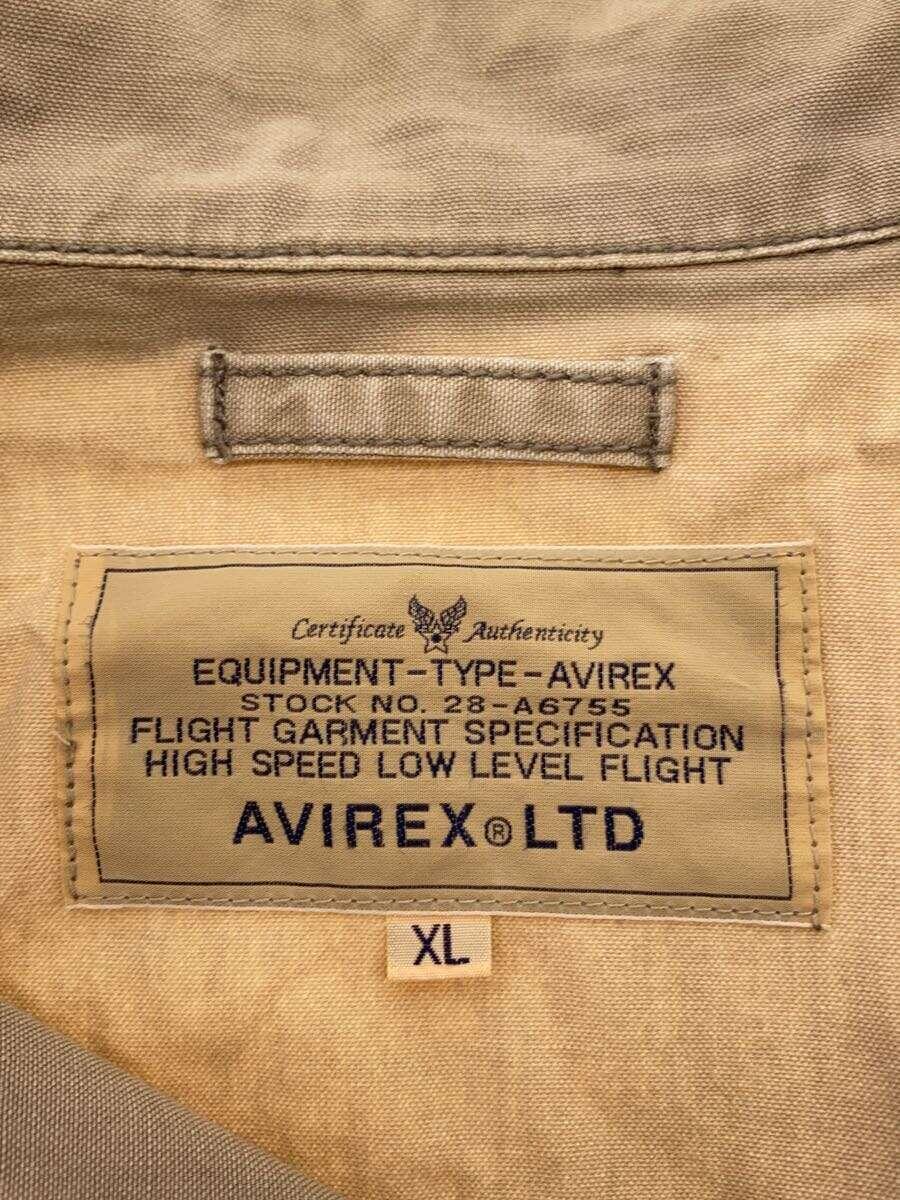 Certificate Authenticity
EQUIPMENT-TYPE-AVIREX
STOCK NO. 28-A6755
FLIGHT GARMENT SPECIFICATION
HIGH SPEED LOW LEVEL FLIGHT
AVIREX®LTD
XL